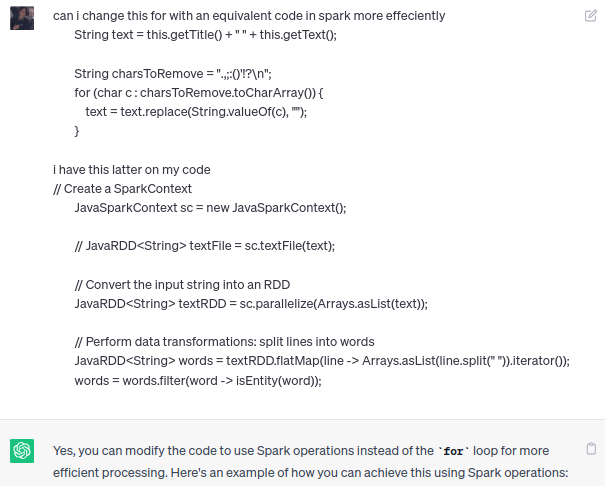 can i change this for with an equivalent code in spark more effeciently
String text = this.getTitle() + " " + this.getText();
String charsToRemove = ".,;:()'!?\n";
for (char c : charsToRemove.toCharArray()) {
text = text.replace(String.valueOf(c), "");
}
i have this latter on my code
// Create a SparkContext
JavaSparkContext sc = new JavaSparkContext();
// JavaRDD<String> textFile = sc.textFile(text);
// Convert the input string into an RDD
JavaRDD<String> textRDD = sc.parallelize(Arrays.asList(text));
// Perform data transformations: split lines into words
JavaRDD<String> words = textRDD.flatMap(line -> Arrays.asList(line.split(" ")).iterator());
words = words.filter(word -> isEntity(word));
Yes, you can modify the code to use Spark operations instead of the `for` loop for more
efficient processing. Here's an example of how you can achieve this using Spark operations: